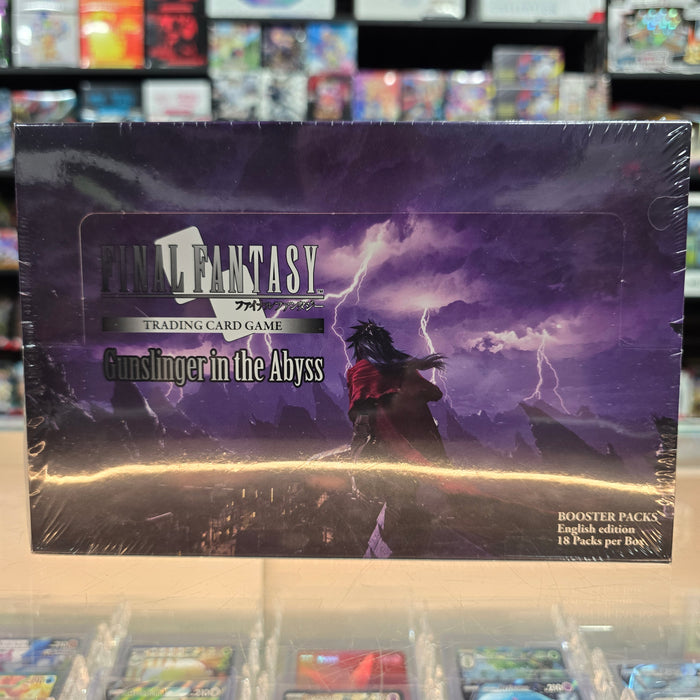 FINAL FANTASY
ファイナルファンタジー
TRADING CARD GAME
Gunslinger in the Abyss
BOOSTER PACKS
English edition
18 Packs per Box